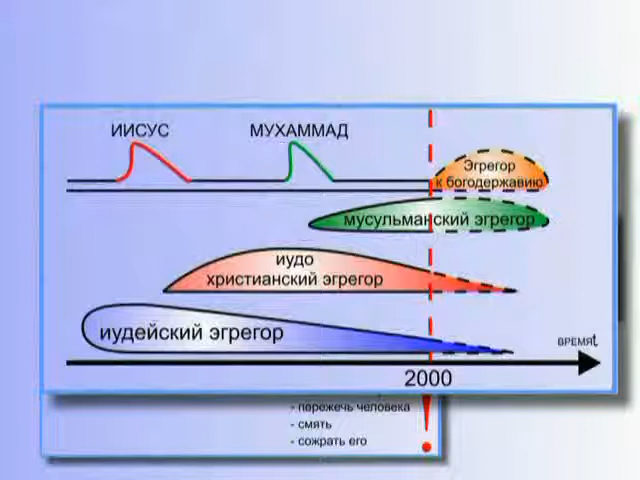 ИИСУС
МУХАММАД
Эгрегор
к богодержавию
мусульманский эгрегор
иудо
христианский эгрегор
иудейский эгрегор
ВРЕМЯ t
2000
- пережечь человека
- смять
- сожрать его